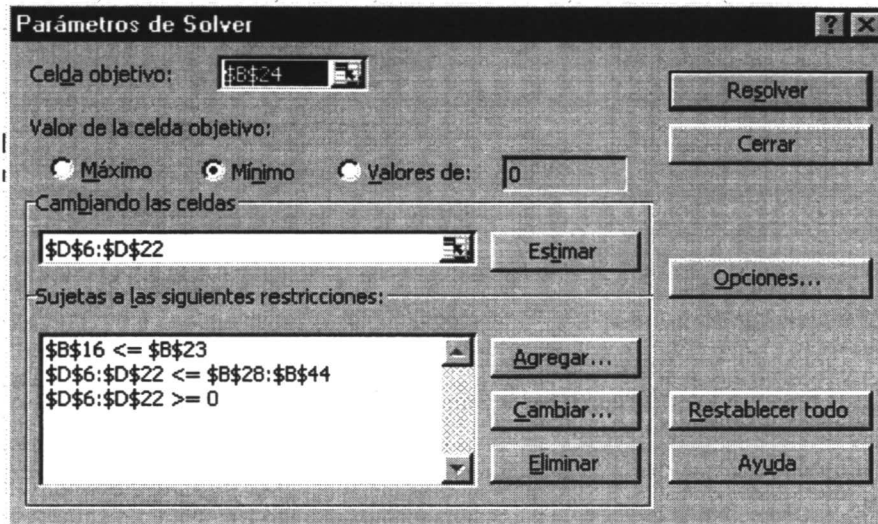 Parámetros de Solver
Celda objetivo: $B$24
Resolver
Valor de la celda objetivo:
Cerrar
Máximo Mínimo Valores de: 0
Cambiando las celdas
$D$6:$D$22 Estimar
Opciones...
Sujetas a las siguientes restricciones:
$B$16 <= $B$23
$D$6:$D$22 <= $B$28:$B$44
$D$6:$D$22 >= 0
Agregar...
Cambiar...
Restablecer todo
Eliminar
Ayuda